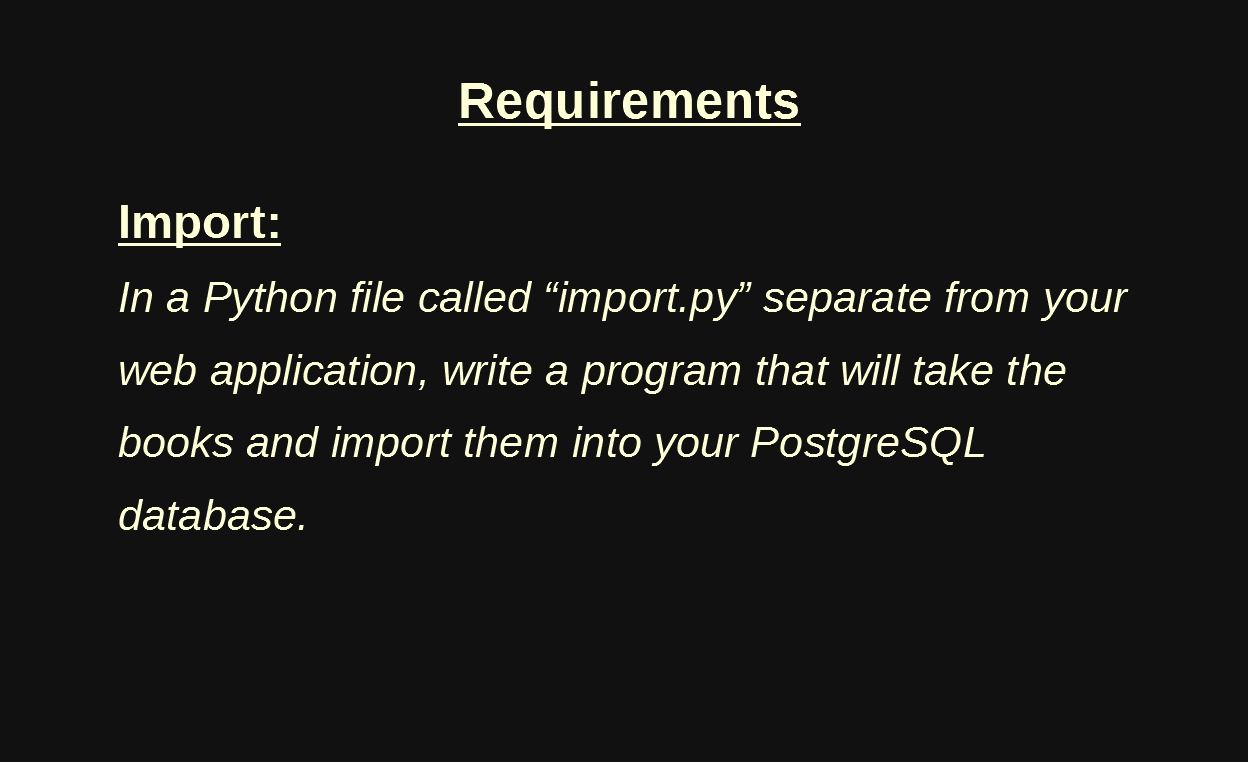 Requirements
Import:
In a Python file called “import.py” separate from your
web application, write a program that will take the
books and import them into your PostgreSQL
database.